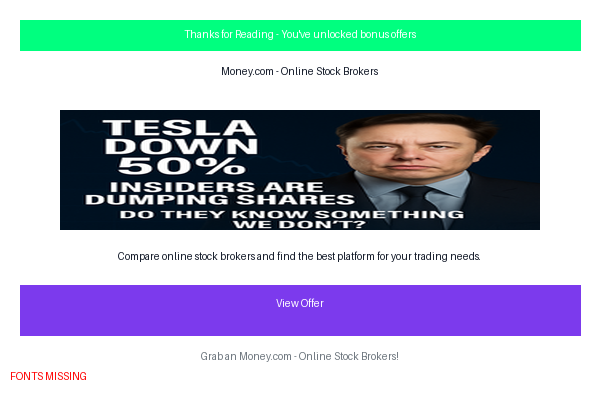 Thanks for Reading - You've unlocked bonus offers
Money.com - Online Stock Brokers
TESLA
DOWN
50%
INSIDERS ARE
DUMPING SHARES
DO THEY KNOW SOMETHING
WE DON'T?
Compare online stock brokers and find the best platform for your trading needs.
View Offer
Grab an Money.com - Online Stock Brokers!
FONTS MISSING